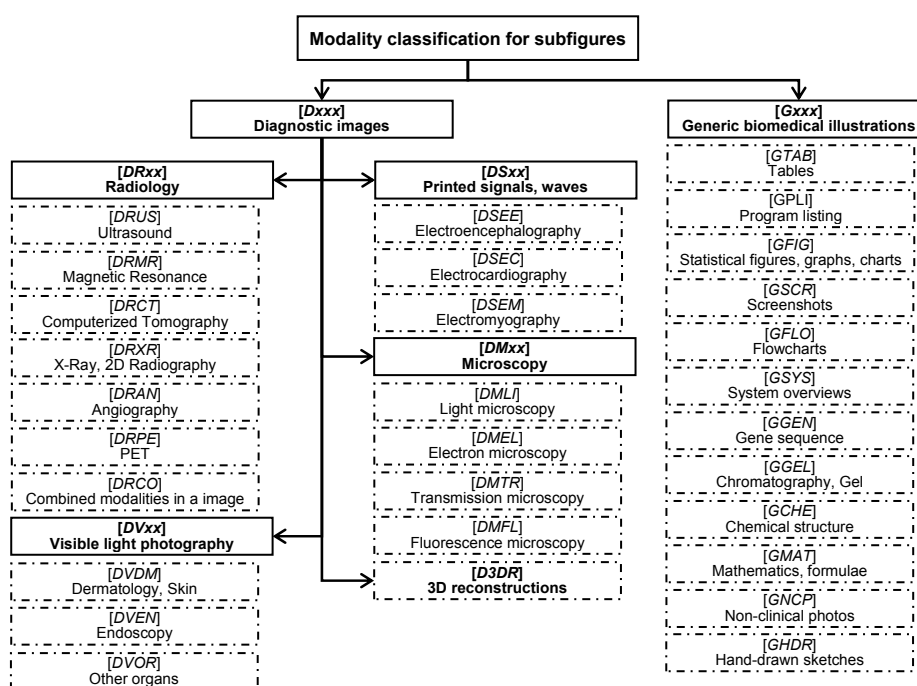 Modality classification for subfigures
[Dxxx]
Diagnostic images
[DRxx]
Radiology
[DRUS]
Ultrasound
[DRMR]
Magnetic Resonance
[DRCT]
Computerized Tomography
[DRXR]
X-Ray, 2D Radiography
[DRAN]
Angiography
[DRPE]
PET
[DRCO]
Combined modalities in a image
[DVxx]
Visible light photography
[DVDM]
Dermatology, Skin
[DVEN]
Endoscopy
[DVOR]
Other organs
[DSxx]
Printed signals, waves
[DSEE]
Electroencephalography
[DSEC]
Electrocardiography
[DSEM]
Electromyography
[DMxx]
Microscopy
[DMLI]
Light microscopy
[DMEL]
Electron microscopy
[DMTR]
Transmission microscopy
[DMFL]
Fluorescence microscopy
[D3DR]
3D reconstructions
[Gxxx]
Generic biomedical illustrations
[GTAB]
Tables
[GPLI]
Program listing
[GFIG]
Statistical figures, graphs, charts
[GSCR]
Screenshots
[GFLO]
Flowcharts
[GSYS]
System overviews
[GGEN]
Gene sequence
[GGEL]
Chromatography, Gel
[GCHE]
Chemical structure
[GMAT]
Mathematics, formulae
[GNCP]
Non-clinical photos
[GHDR]
Hand-drawn sketches